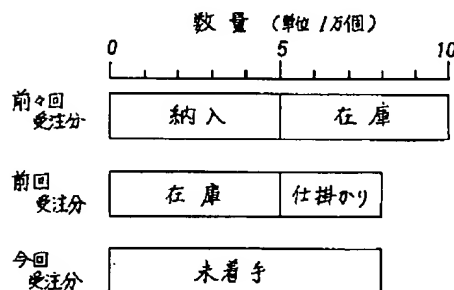 数量 (単位 1万個)
0 5 10
前々回
受注分
納入 在庫
前回
受注分
在庫 仕掛かり
今回
受注分
未着手